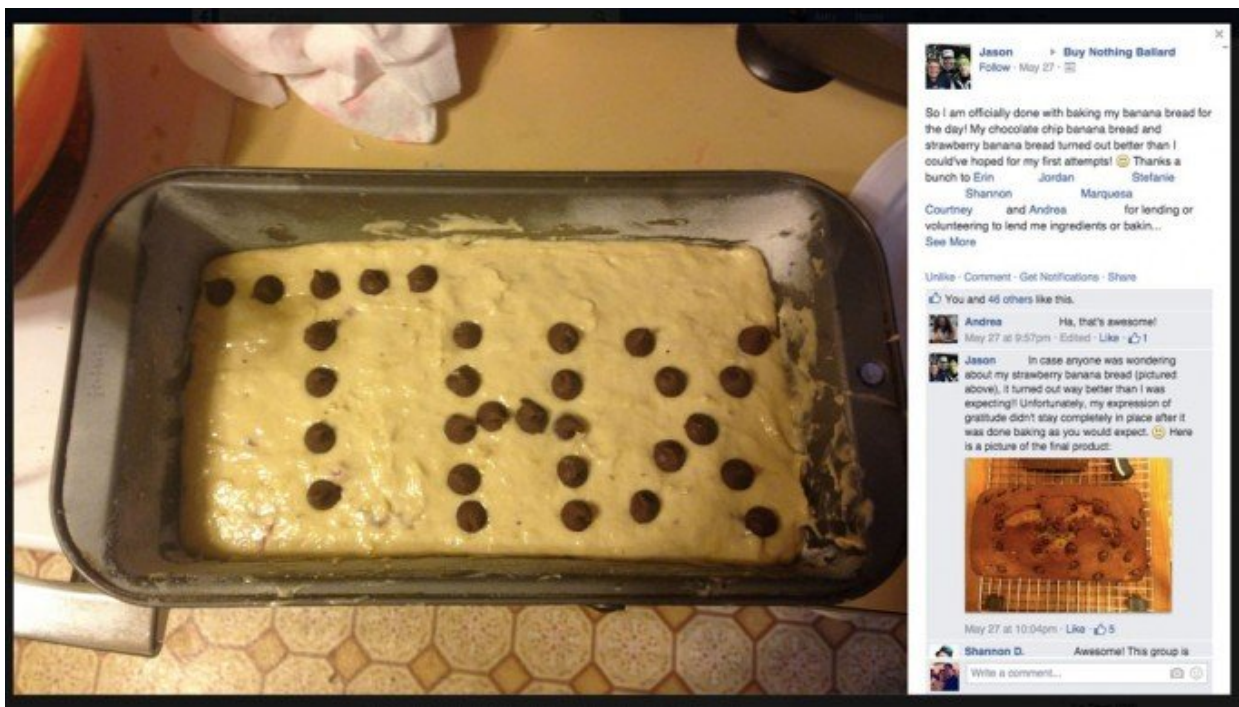 THX
Jason ▸ Buy Nothing Ballard
Follow · May 27 ·
So I am officially done with baking my banana bread for
the day! My chocolate chip banana bread and
strawberry banana bread turned out better than I
could've hoped for my first attempts! Thanks a
bunch to Erin Jordan Stefanie
Shannon Marquesa
Courtney and Andrea for lending or
volunteering to lend me ingredients or bakin...
See More
Unlike · Comment · Get Notifications · Share
You and 46 others like this.
Andrea Ha, that's awesome!
May 27 at 9:57pm · Edited · Like · 1
Jason In case anyone was wondering
about my strawberry banana bread (pictured
above), it turned out way better than I was
expecting!! Unfortunately, my expression of
gratitude didn't stay completely in place after it
was done baking as you would expect. Here
is a picture of the final product:
May 27 at 10:04pm · Like · 5
Shannon D. Awesome! This group is
Write a comment...